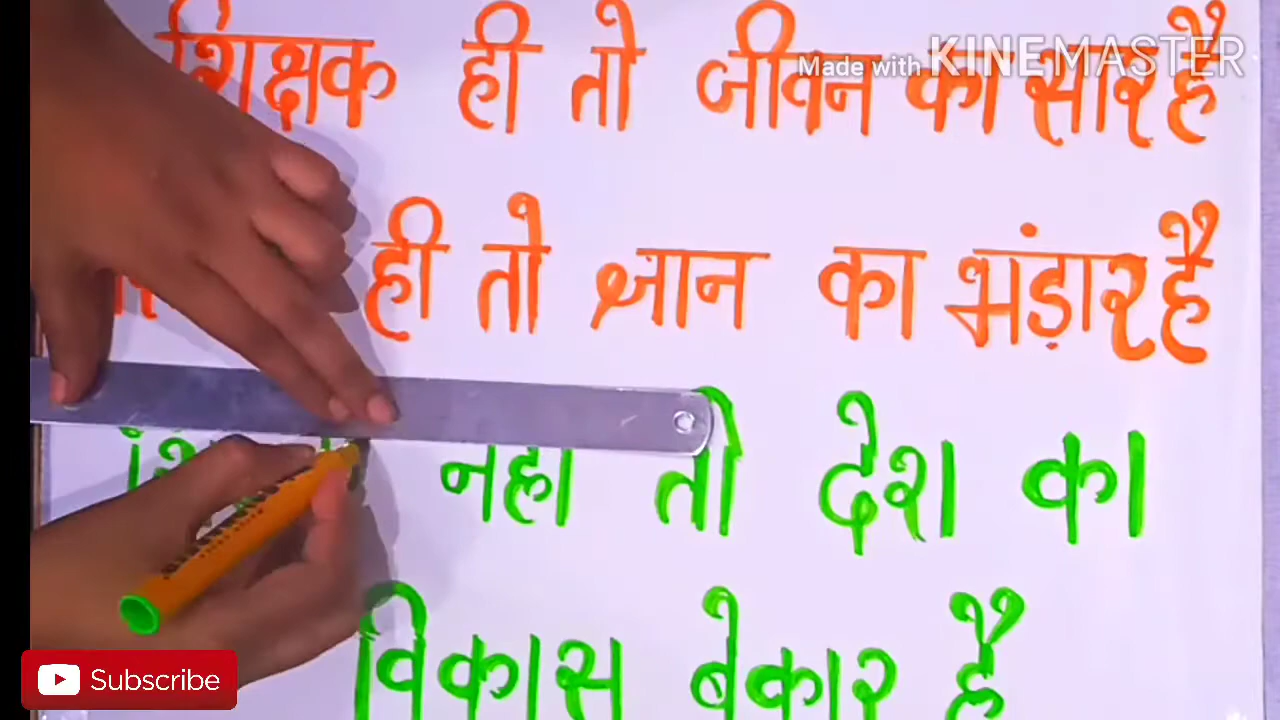 शिक्षक ही तो जीवन का सार है
Made with KINEMASTER
ही तो ज्ञान का भंड़ार है
नही तो देश का
विकास बेकार है
Subscribe